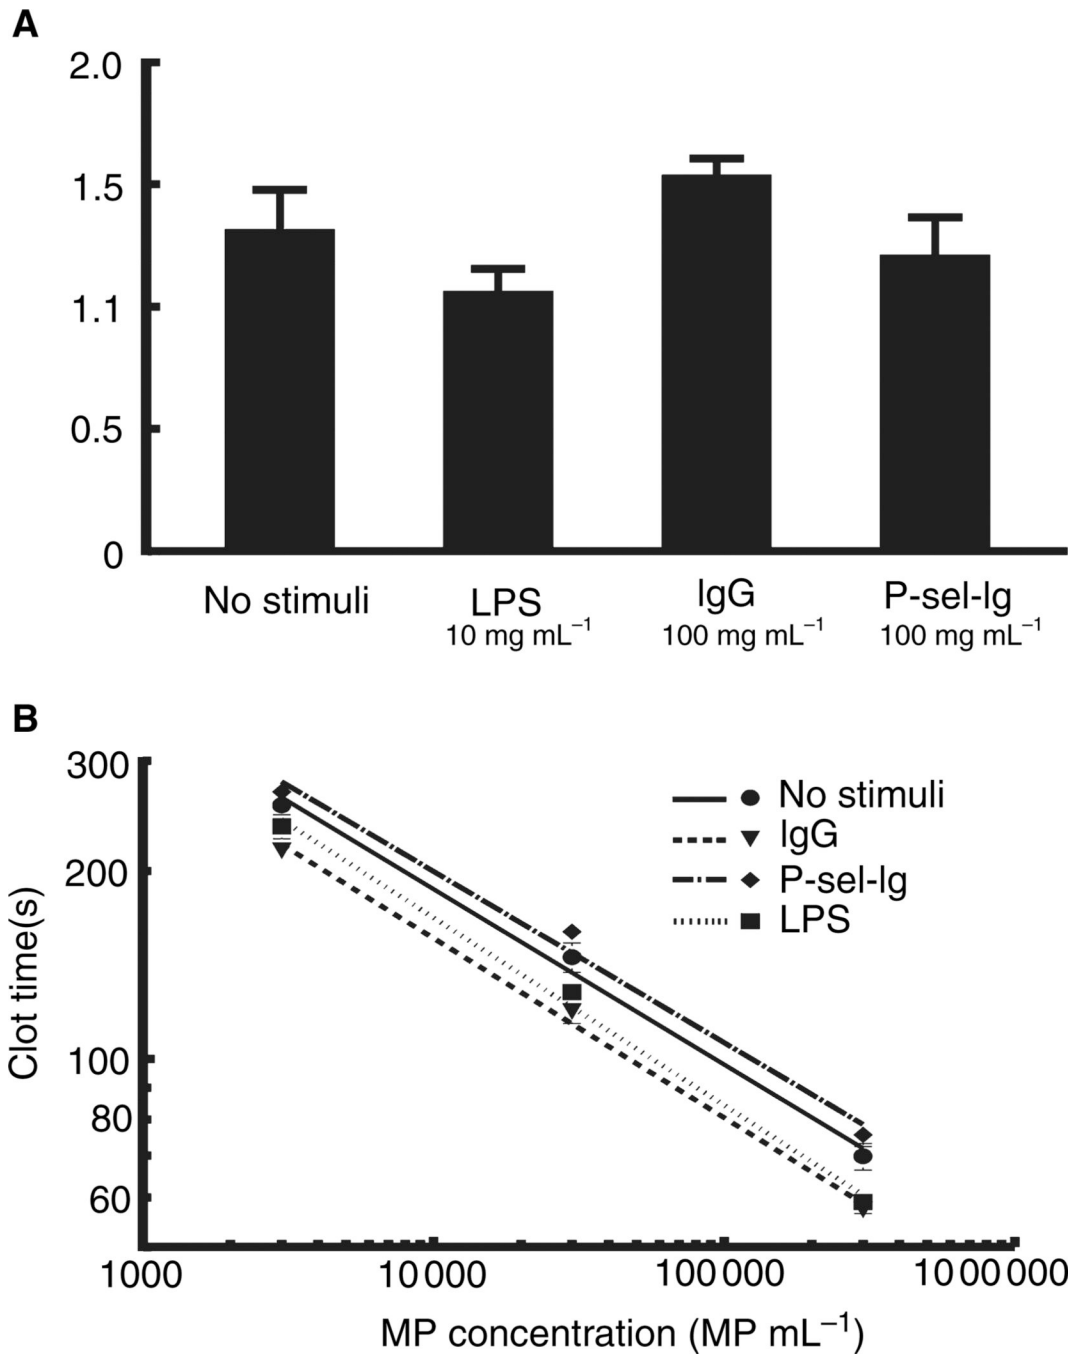 A
2.0
1.5
1.1
0.5
0
No stimuli
LPS
10 mg mL−1
IgG
100 mg mL−1
P-sel-Ig
100 mg mL−1
B
300
200
100
80
60
Clot time(s)
No stimuli
IgG
P-sel-Ig
LPS
1000
10 000
100 000
1 000 000
MP concentration (MP mL−1)